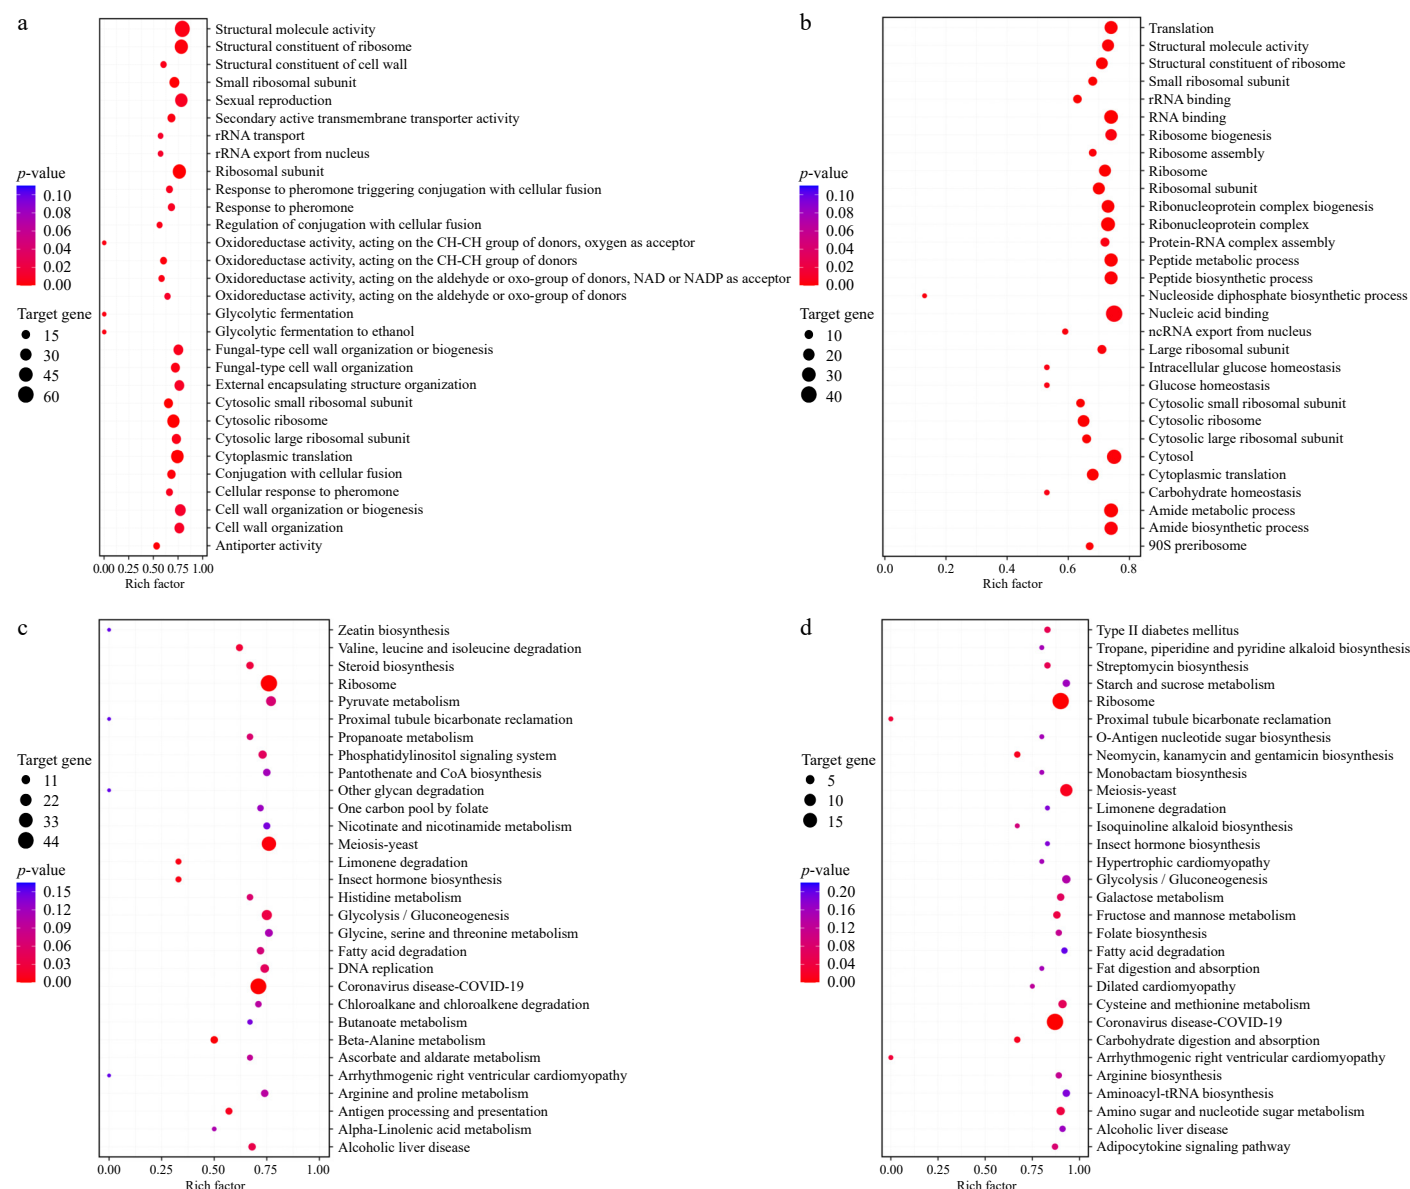 a
Structural molecule activity
Structural constituent of ribosome
Structural constituent of cell wall
Small ribosomal subunit
Sexual reproduction
Secondary active transmembrane transporter activity
rRNA transport
rRNA export from nucleus
Ribosomal subunit
Response to pheromone triggering conjugation with cellular fusion
Response to pheromone
Regulation of conjugation with cellular fusion
Oxidoreductase activity, acting on the CH-CH group of donors, oxygen as acceptor
Oxidoreductase activity, acting on the CH-CH group of donors
Oxidoreductase activity, acting on the aldehyde or oxo-group of donors, NAD or NADP as acceptor
Oxidoreductase activity, acting on the aldehyde or oxo-group of donors
Glycolytic fermentation
Glycolytic fermentation to ethanol
Fungal-type cell wall organization or biogenesis
Fungal-type cell wall organization
External encapsulating structure organization
Cytosolic small ribosomal subunit
Cytosolic ribosome
Cytosolic large ribosomal subunit
Cytoplasmic translation
Conjugation with cellular fusion
Cellular response to pheromone
Cell wall organization or biogenesis
Cell wall organization
Antiporter activity
p-value
0.10
0.08
0.06
0.04
0.02
0.00
Target gene
15
30
45
60
0.00 0.25 0.50 0.75 1.00
Rich factor
b
Translation
Structural molecule activity
Structural constituent of ribosome
Small ribosomal subunit
rRNA binding
RNA binding
Ribosome biogenesis
Ribosome assembly
Ribosome
Ribosomal subunit
Ribonucleoprotein complex biogenesis
Ribonucleoprotein complex
Protein-RNA complex assembly
Peptide metabolic process
Peptide biosynthetic process
Nucleoside diphosphate biosynthetic process
Nucleic acid binding
ncRNA export from nucleus
Large ribosomal subunit
Intracellular glucose homeostasis
Glucose homeostasis
Cytosolic small ribosomal subunit
Cytosolic ribosome
Cytosolic large ribosomal subunit
Cytosol
Cytoplasmic translation
Carbohydrate homeostasis
Amide metabolic process
Amide biosynthetic process
90S preribosome
p-value
0.10
0.08
0.06
0.04
0.02
0.00
Target gene
10
20
30
40
0.0 0.2 0.4 0.6 0.8
Rich factor
c
Zeatin biosynthesis
Valine, leucine and isoleucine degradation
Steroid biosynthesis
Ribosome
Pyruvate metabolism
Proximal tubule bicarbonate reclamation
Propanoate metabolism
Phosphatidylinositol signaling system
Pantothenate and CoA biosynthesis
Other glycan degradation
One carbon pool by folate
Nicotinate and nicotinamide metabolism
Meiosis-yeast
Limonene degradation
Insect hormone biosynthesis
Histidine metabolism
Glycolysis / Gluconeogenesis
Glycine, serine and threonine metabolism
Fatty acid degradation
DNA replication
Coronavirus disease-COVID-19
Chloroalkane and chloroalkene degradation
Butanoate metabolism
Beta-Alanine metabolism
Ascorbate and aldarate metabolism
Arrhythmogenic right ventricular cardiomyopathy
Arginine and proline metabolism
Antigen processing and presentation
Alpha-Linolenic acid metabolism
Alcoholic liver disease
Target gene
11
22
33
44
p-value
0.15
0.12
0.09
0.06
0.03
0.00
0.00 0.25 0.50 0.75 1.00
Rich factor
d
Type II diabetes mellitus
Tropane, piperidine and pyridine alkaloid biosynthesis
Streptomycin biosynthesis
Starch and sucrose metabolism
Ribosome
Proximal tubule bicarbonate reclamation
O-Antigen nucleotide sugar biosynthesis
Neomycin, kanamycin and gentamicin biosynthesis
Monobactam biosynthesis
Meiosis-yeast
Limonene degradation
Isoquinoline alkaloid biosynthesis
Insect hormone biosynthesis
Hypertrophic cardiomyopathy
Glycolysis / Gluconeogenesis
Galactose metabolism
Fructose and mannose metabolism
Folate biosynthesis
Fatty acid degradation
Fat digestion and absorption
Dilated cardiomyopathy
Cysteine and methionine metabolism
Coronavirus disease-COVID-19
Carbohydrate digestion and absorption
Arrhythmogenic right ventricular cardiomyopathy
Arginine biosynthesis
Aminoacyl-tRNA biosynthesis
Amino sugar and nucleotide sugar metabolism
Alcoholic liver disease
Adipocytokine signaling pathway
Target gene
5
10
15
p-value
0.20
0.16
0.12
0.08
0.04
0.00
0.00 0.25 0.50 0.75 1.00
Rich factor